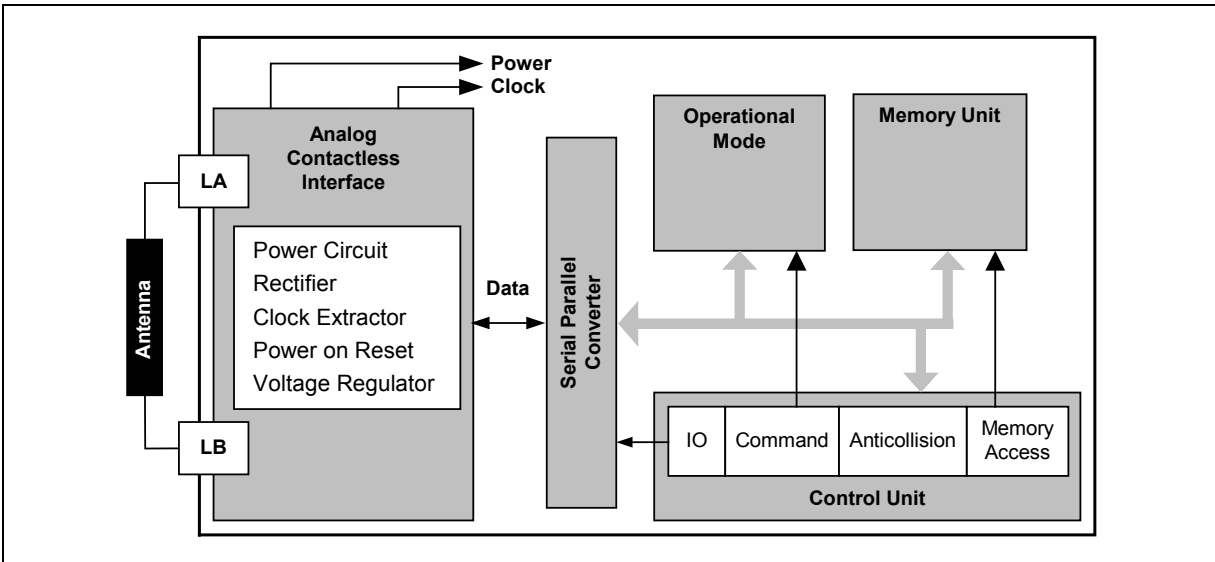 Power
Clock
Analog
Contactless
Interface
LA
Antenna
LB
Power Circuit
Rectifier
Clock Extractor
Power on Reset
Voltage Regulator
Data
Serial Parallel
Converter
Operational
Mode
Memory Unit
IO
Command
Anticollision
Memory
Access
Control Unit